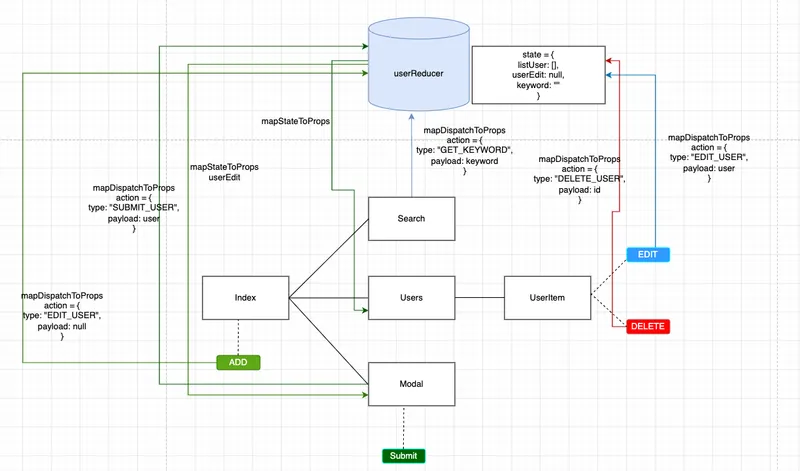 userReducer
state = {
listUser: [],
userEdit: null,
keyword: ""
}
mapStateToProps
mapDispatchToProps
action = {
type: "GET_KEYWORD",
payload: keyword
}
mapDispatchToProps
action = {
type: "EDIT_USER",
payload: user
}
mapDispatchToProps
action = {
type: "DELETE_USER",
payload: id
}
mapStateToProps
userEdit
mapDispatchToProps
action = {
type: "SUBMIT_USER",
payload: user
}
Search
EDIT
mapDispatchToProps
action = {
type: "EDIT_USER",
payload: null
}
Index
Users
UserItem
DELETE
ADD
Modal
Submit